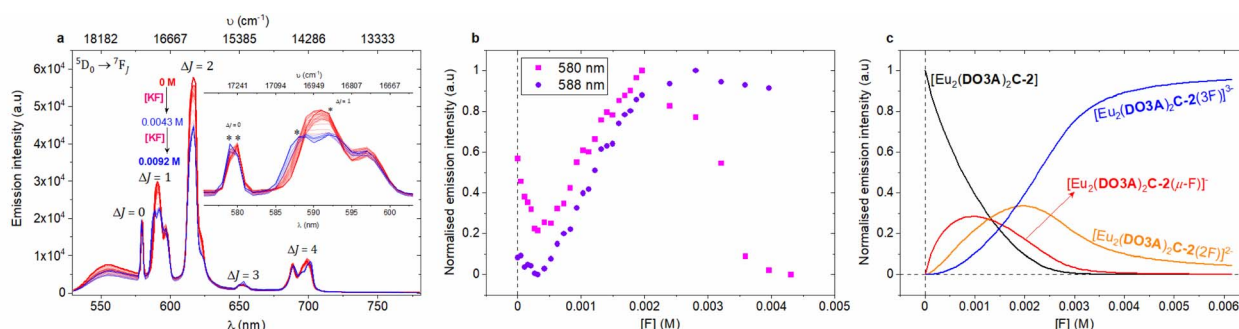 υ (cm⁻¹)
a 18182 16667 15385 14286 13333
⁵D₀ → ⁷F_J
ΔJ = 2
0 M
[KF]
0.0043 M
[KF]
0.0092 M
ΔJ = 1
ΔJ = 0
ΔJ = 3
ΔJ = 4
Emission intensity (a.u)
6x10⁴
5x10⁴
4x10⁴
3x10⁴
2x10⁴
1x10⁴
0
550 600 650 700 750
λ (nm)
υ (cm⁻¹)
17241 17094 16949 16807 16667
ΔJ = 0
ΔJ = 1
* *
*
*
580 585 590 595 600
λ (nm)
b
580 nm
588 nm
Normalised emission intensity (a.u)
1
0.8
0.6
0.4
0.2
0
0 0.001 0.002 0.003 0.004 0.005
[F] (M)
c
[Eu₂(DO3A)₂C-2]
[Eu₂(DO3A)₂C-2(3F)]³⁻
[Eu₂(DO3A)₂C-2(μ-F)]⁻
[Eu₂(DO3A)₂C-2(2F)]²⁻
Normalised emission intensity (a.u)
1
0.8
0.6
0.4
0.2
0
0 0.001 0.002 0.003 0.004 0.005 0.006
[F] (M)